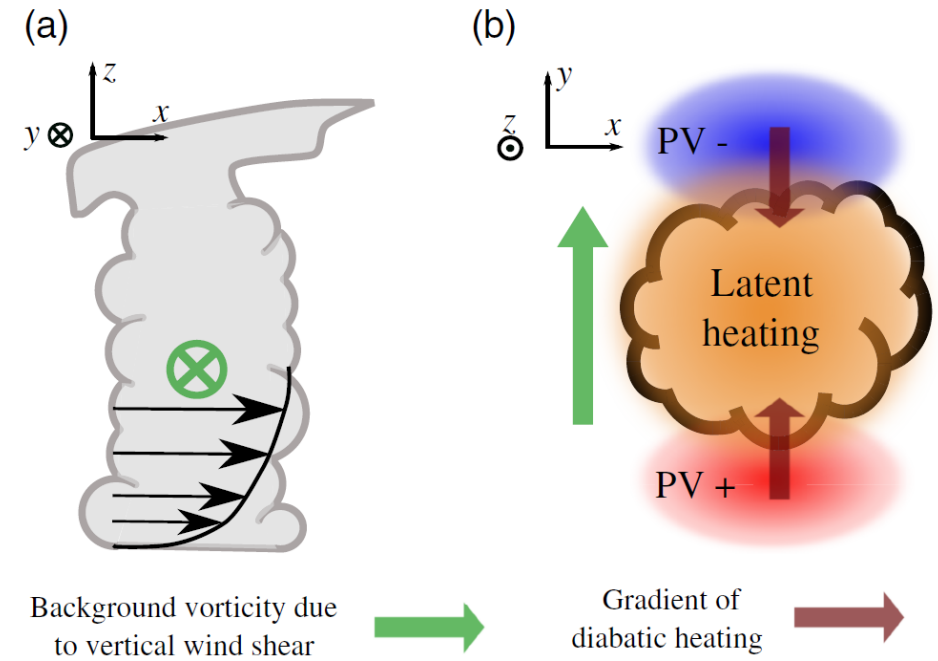 (a)
z
x
y
(b)
y
z
x
PV -
Latent
heating
PV +
Background vorticity due
to vertical wind shear
Gradient of
diabatic heating